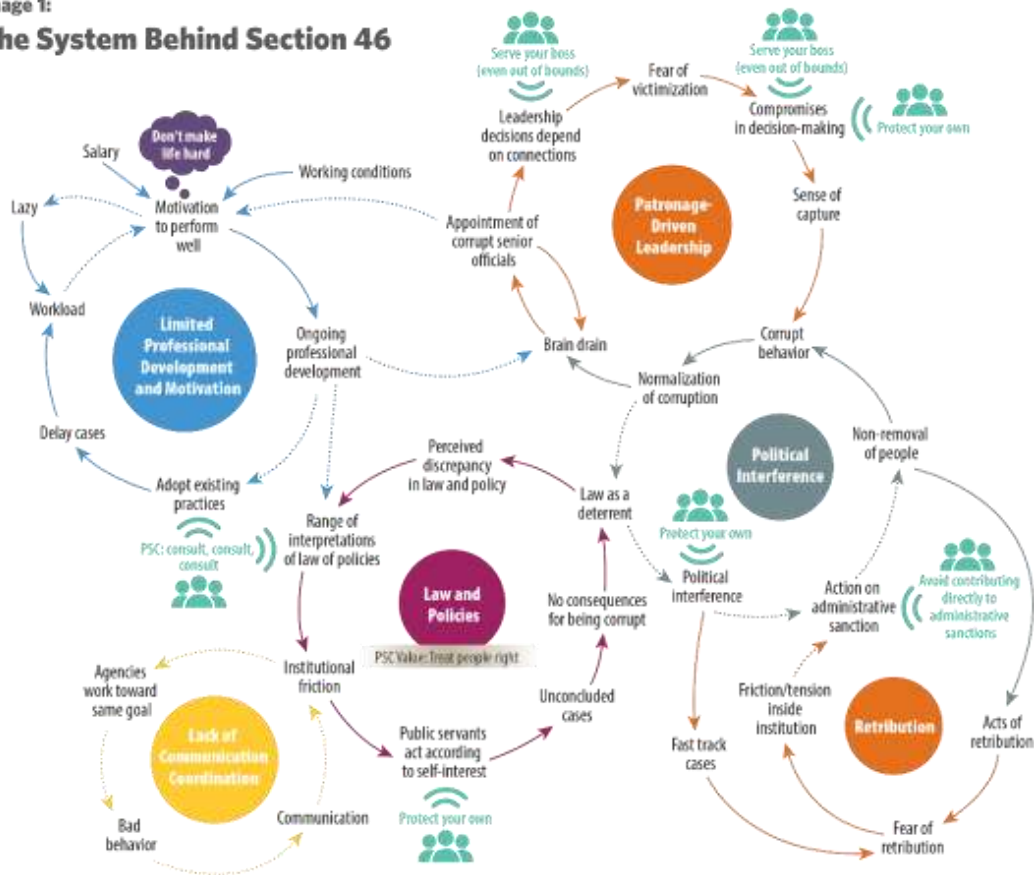 nage 1:
he System Behind Section 46
Serve your boss
(even out of bounds)
Leadership
decisions depend
on connections
Fear of
victimization
Serve your boss
(even out of bounds)
Compromises
in decision-making
Protect your own
Sense of
capture
Patronage-
Driven
Leadership
Appointment of
corrupt senior
officials
Brain drain
Corrupt
behavior
Don't make
life hard
Salary
Working conditions
Lazy
Motivation
to perform
well
Workload
Limited
Professional
Development
and Motivation
Ongoing
professional
development
Delay cases
Adopt existing
practices
PSC: consult, consult,
consult
Normalization
of corruption
Political
Interference
Non-removal
of people
Perceived
discrepancy
in law and policy
Law as a
deterrent
Range of
interpretations
of law of policies
Law and
Policies
PSC Value: Treat people right
No consequences
for being corrupt
Protect your own
Political
interference
Action on
administrative
sanction
Avoid contributing
directly to
administrative
sanctions
Institutional
friction
Agencies
work toward
same goal
Lack of
Communication
Coordination
Bad
behavior
Communication
Public servants
act according
to self-interest
Protect your own
Unconcluded
cases
Friction/tension
inside
institution
Retribution
Fast track
cases
Acts of
retribution
Fear of
retribution